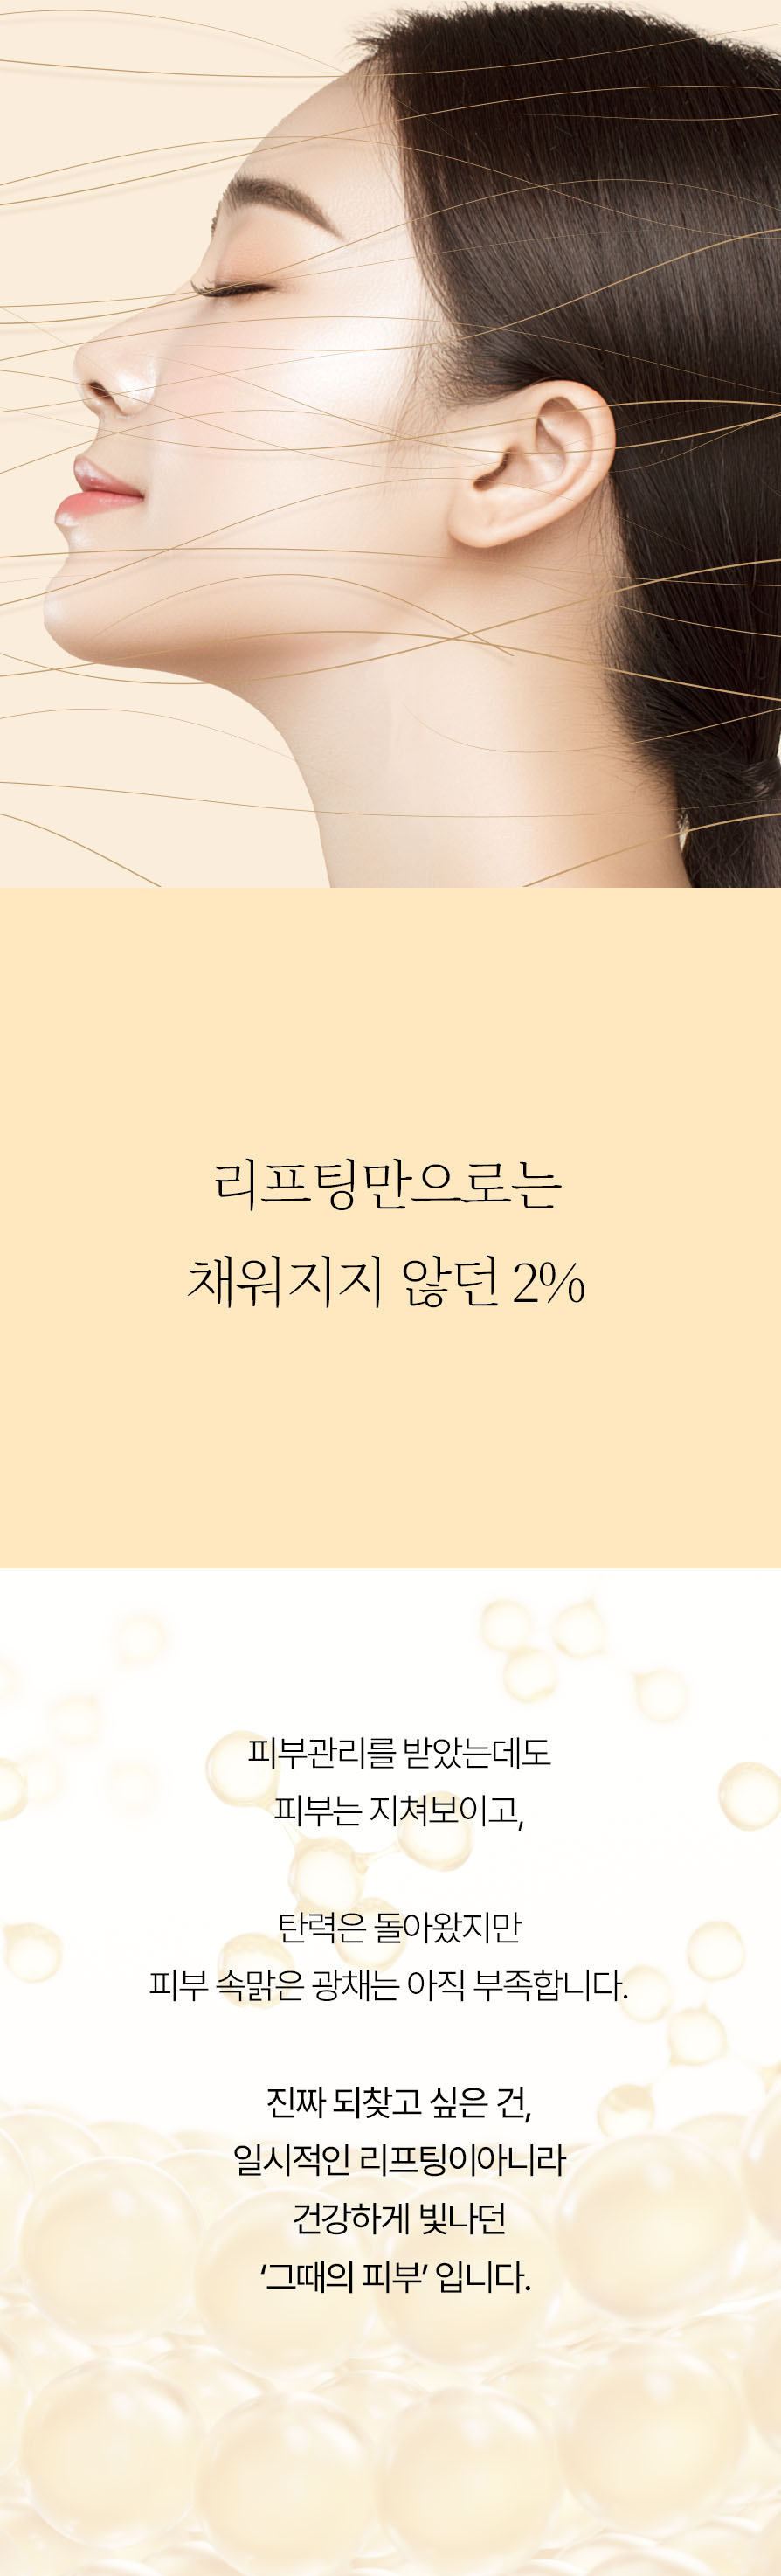 리프팅만으로는
채워지지 않던 2%
피부관리를 받았는데도
피부는 지쳐보이고,
탄력은 돌아왔지만
피부 속맑은 광채는 아직 부족합니다.
진짜 되찾고 싶은 건,
일시적인 리프팅이아니라
건강하게 빛나던
‘그때의 피부’ 입니다.